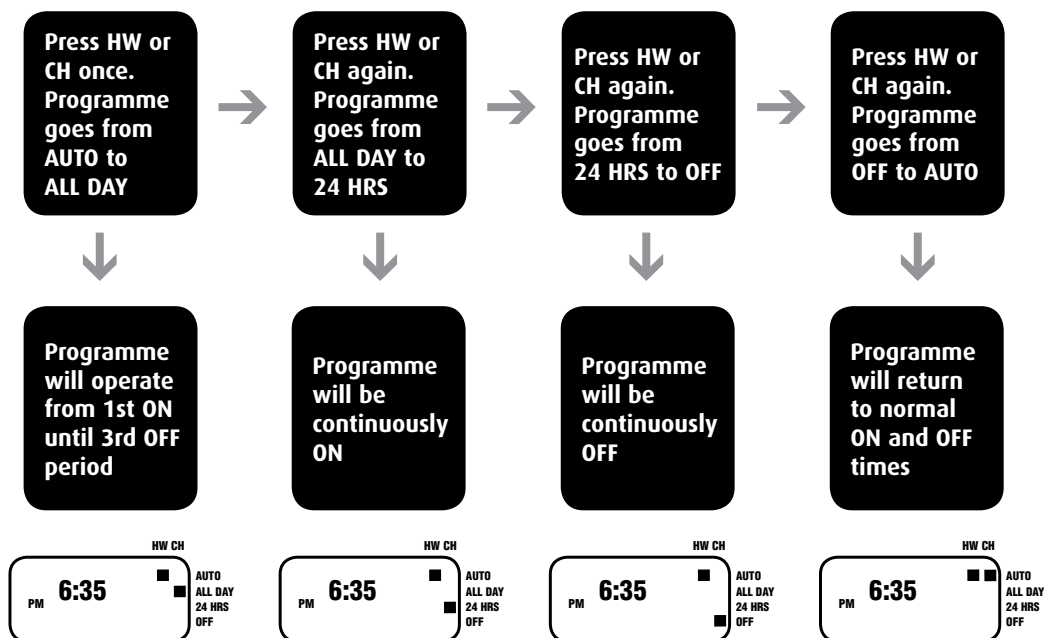 Press HW or
CH once.
Programme
goes from
AUTO to
ALL DAY
Press HW or
CH again.
Programme
goes from
ALL DAY to
24 HRS
Press HW or
CH again.
Programme
goes from
24 HRS to OFF
Press HW or
CH again.
Programme
goes from
OFF to AUTO
Programme
will operate
from 1st ON
until 3rd OFF
period
Programme
will be
continuously
ON
Programme
will be
continuously
OFF
Programme
will return
to normal
ON and OFF
times
HW CH
PM 6:35
AUTO
ALL DAY
24 HRS
OFF
HW CH
PM 6:35
AUTO
ALL DAY
24 HRS
OFF
HW CH
PM 6:35
AUTO
ALL DAY
24 HRS
OFF
HW CH
PM 6:35
AUTO
ALL DAY
24 HRS
OFF